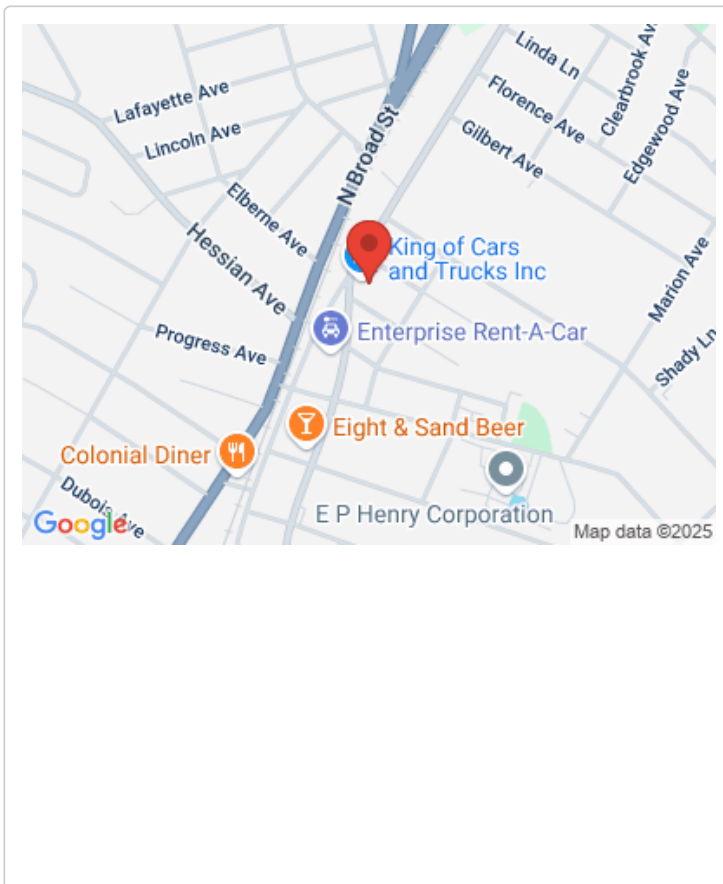 Linda Ln
Clearbrook Av
Lafayette Ave
Florence Ave
Edgewood Ave
Lincoln Ave
Gilbert Ave
N Broad St
Elberne Ave
Hessian Ave
King of Cars
and Trucks Inc
Marion Ave
Progress Ave
Enterprise Rent-A-Car
Shady Ln
Eight & Sand Beer
Colonial Diner
Dubois Ave
E P Henry Corporation
Google
Map data ©2025